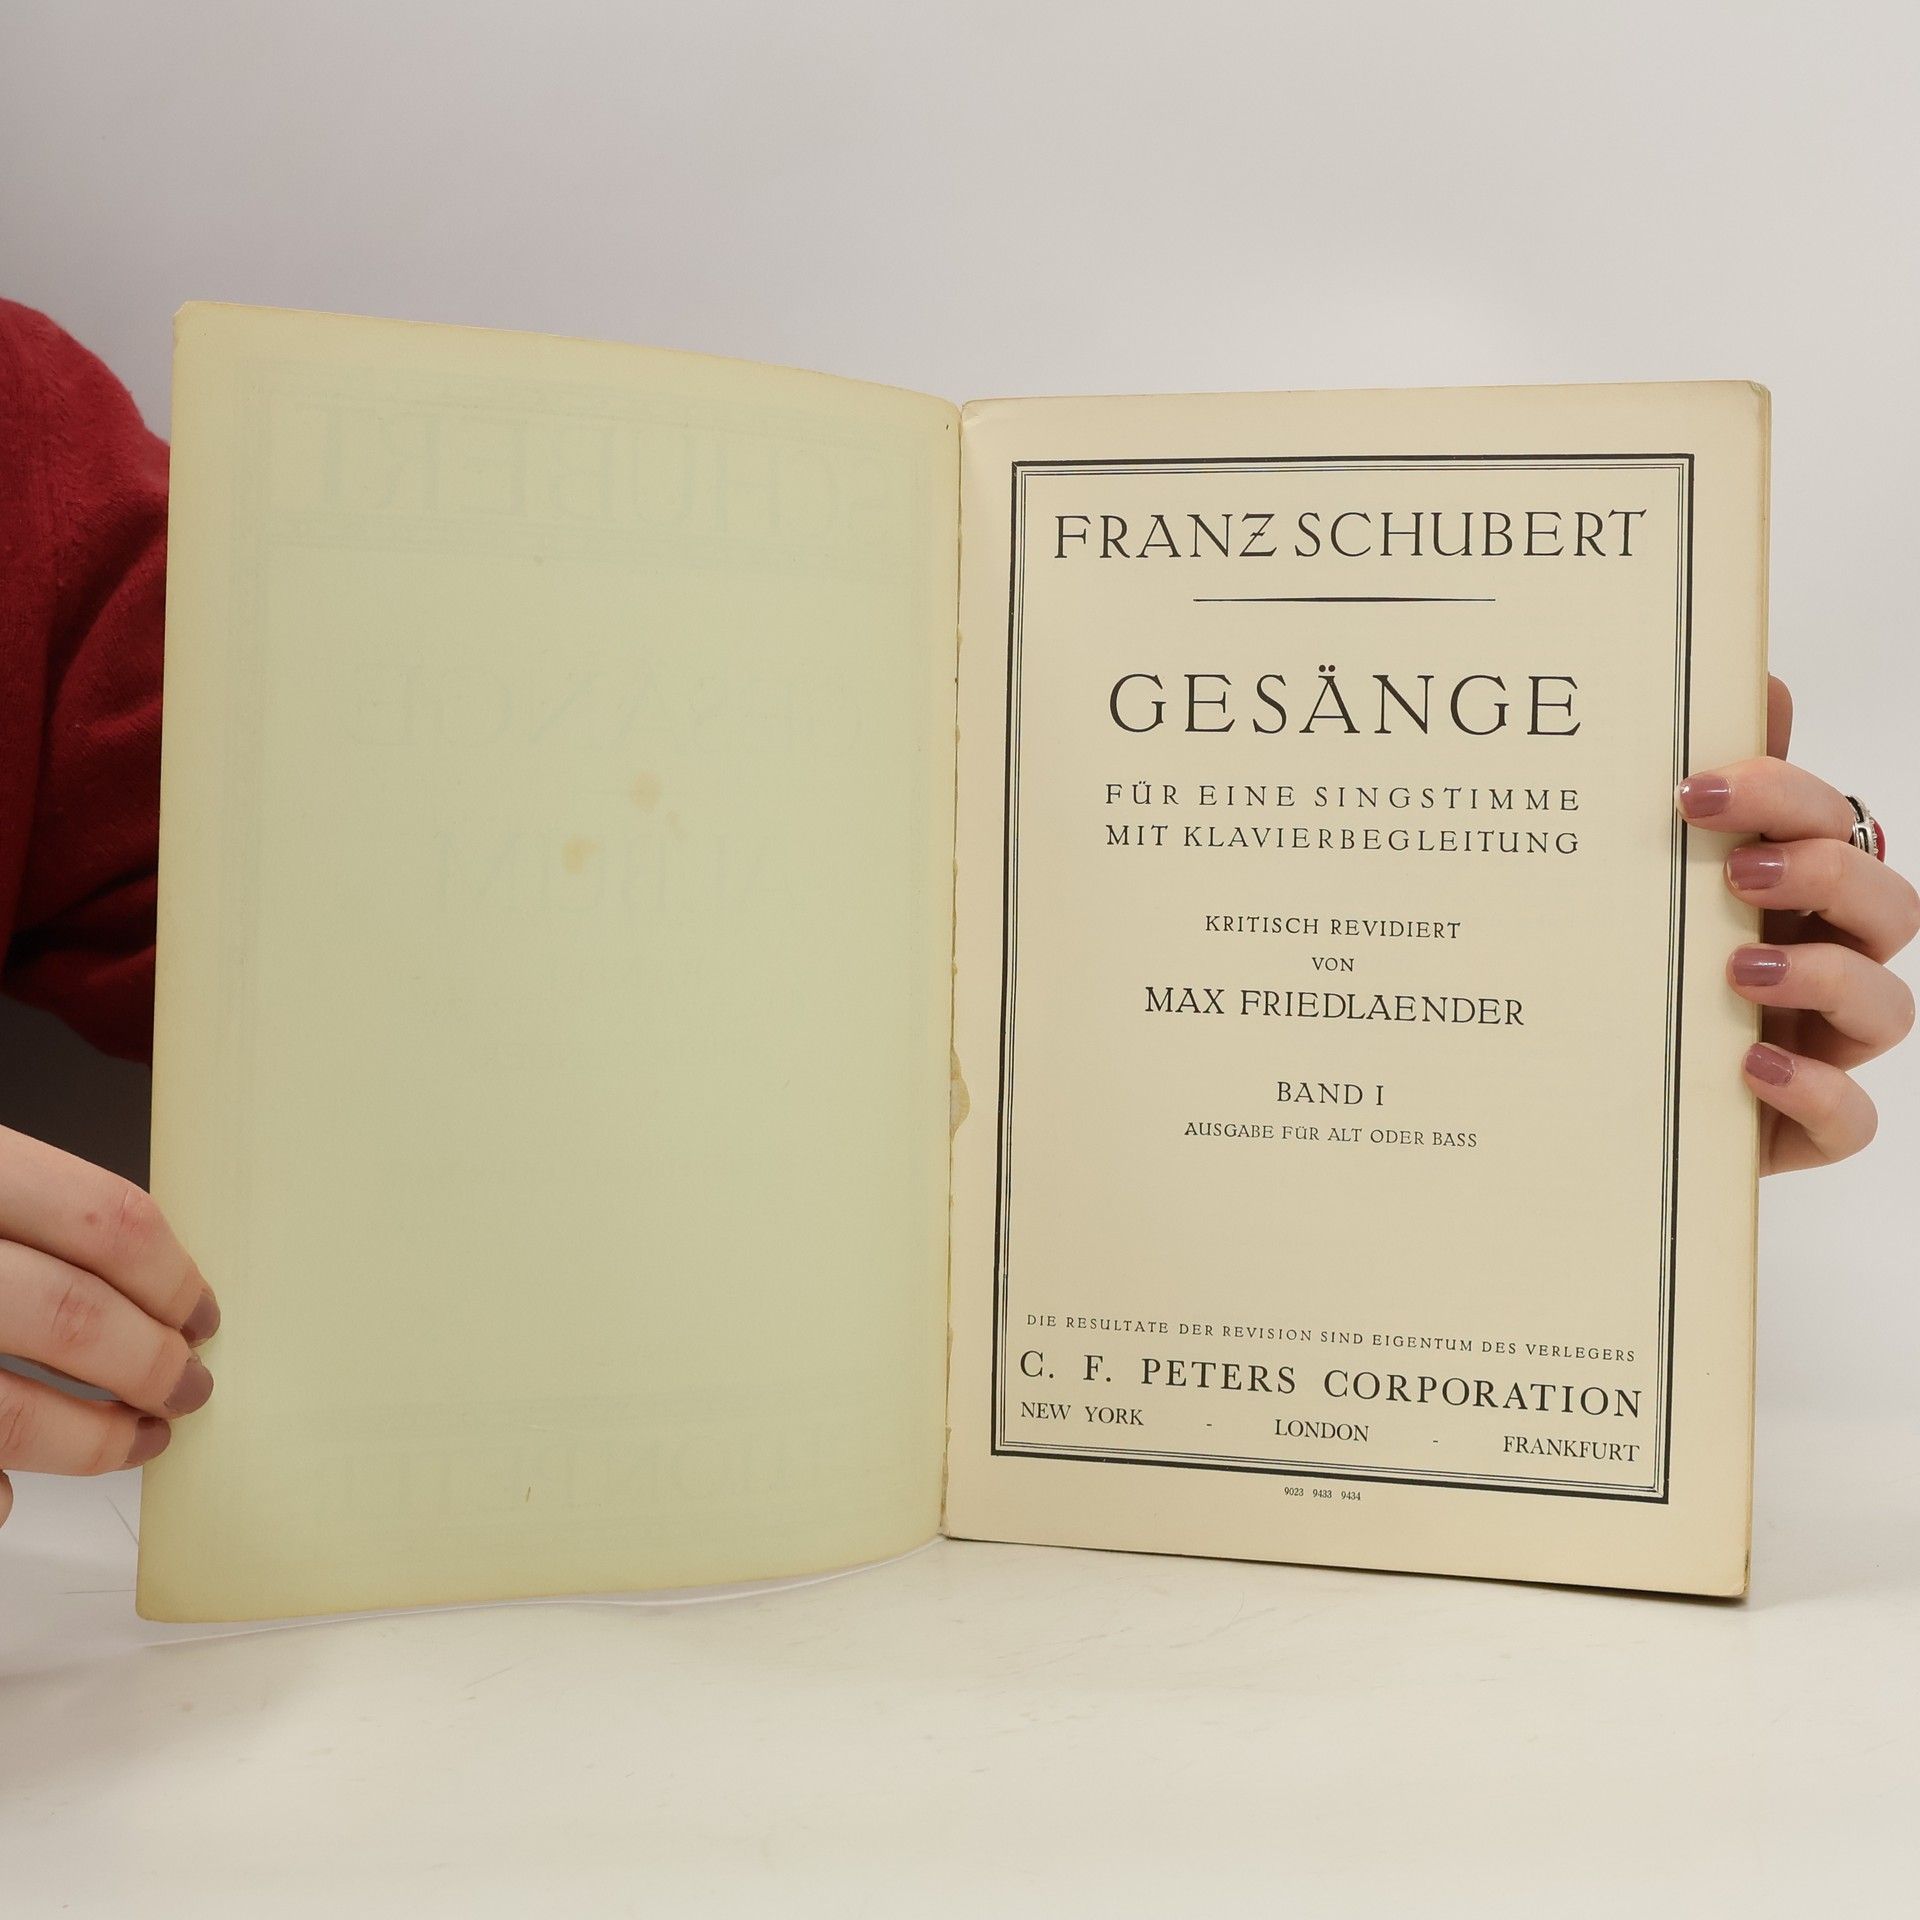 FRANZ SCHUBERT
GESÄNGE
FÜR EINE SINGSTIMME
MIT KLAVIERBEGLEITUNG
KRITISCH REVIDIERT
VON
MAX FRIEDLAENDER
BAND I
AUSGABE FÜR ALT ODER BASS
DIE RESULTATE DER REVISION SIND EIGENTUM DES VERLEGERS
C. F. PETERS CORPORATION
NEW YORK - LONDON - FRANKFURT
9023 9433 9434